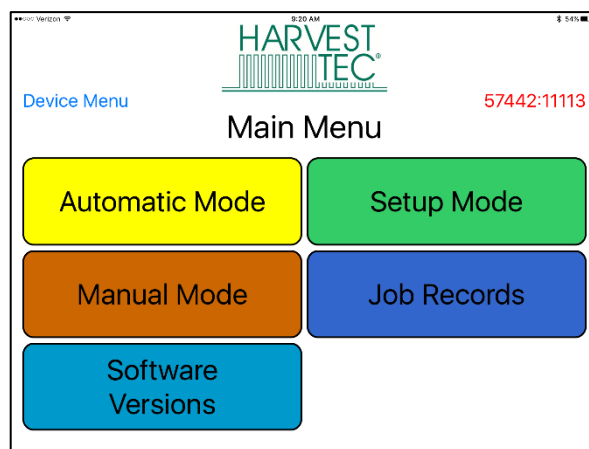 Verizon
9:20 AM
54%
HARVEST
TEC®
Device Menu
57442:11113
Main Menu
Automatic Mode
Setup Mode
Manual Mode
Job Records
Software
Versions